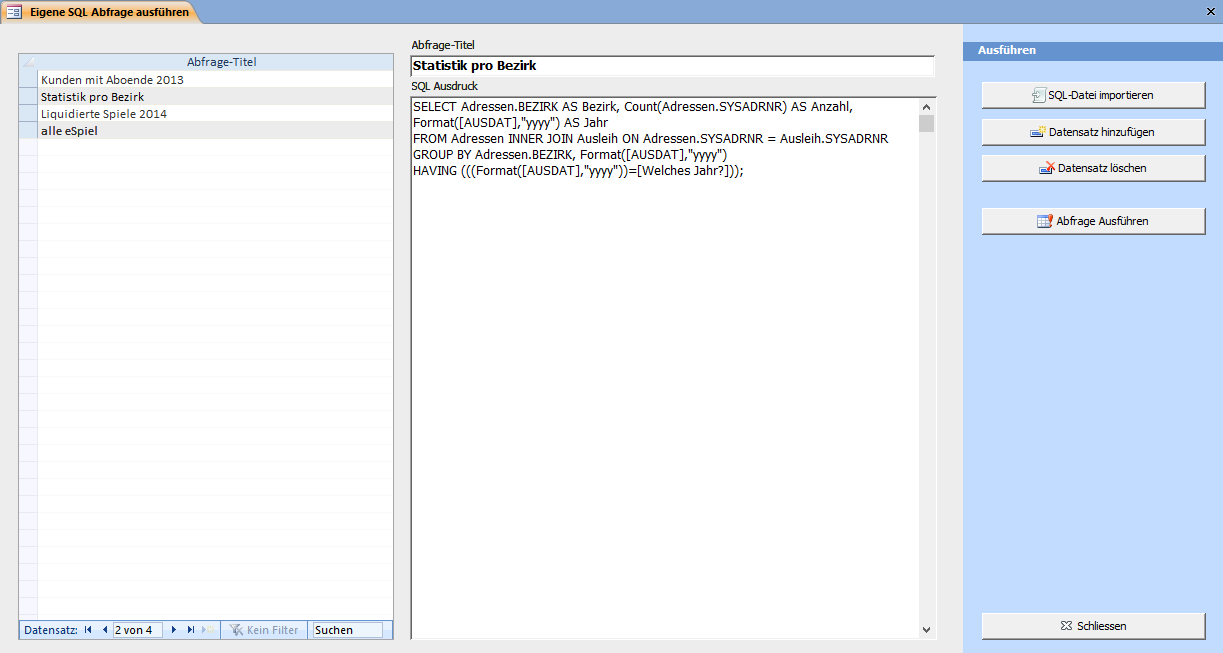 Eigene SQL Abfrage ausführen
Abfrage-Titel
Kunden mit Aboende 2013
Statistik pro Bezirk
Liquidierte Spiele 2014
alle eSpiel
Datensatz: 2 von 4 Kein Filter Suchen
Abfrage-Titel
Statistik pro Bezirk
SQL Ausdruck
SELECT Adressen.BEZIRK AS Bezirk, Count(Adressen.SYSADRNR) AS Anzahl,
Format([AUSDAT],"yyyy") AS Jahr
FROM Adressen INNER JOIN Ausleih ON Adressen.SYSADRNR = Ausleih.SYSADRNR
GROUP BY Adressen.BEZIRK, Format([AUSDAT],"yyyy")
HAVING (((Format([AUSDAT],"yyyy"))=[Welches Jahr?]));
Ausführen
SQL-Datei importieren
Datensatz hinzufügen
Datensatz löschen
Abfrage Ausführen
Schliessen